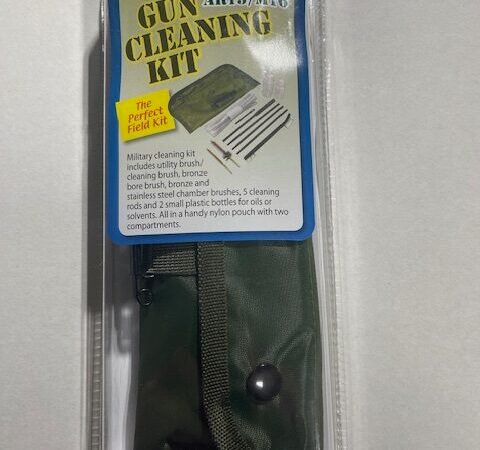 AR15/M16
GUN
CLEANING
KIT
The
Perfect
Field Kit
Military cleaning kit
includes utility brush/
cleaning brush, bronze
bore brush, bronze and
stainless steel chamber brushes, 5 cleaning
rods and 2 small plastic bottles for oils or
solvents. All in a handy nylon pouch with two
compartments.